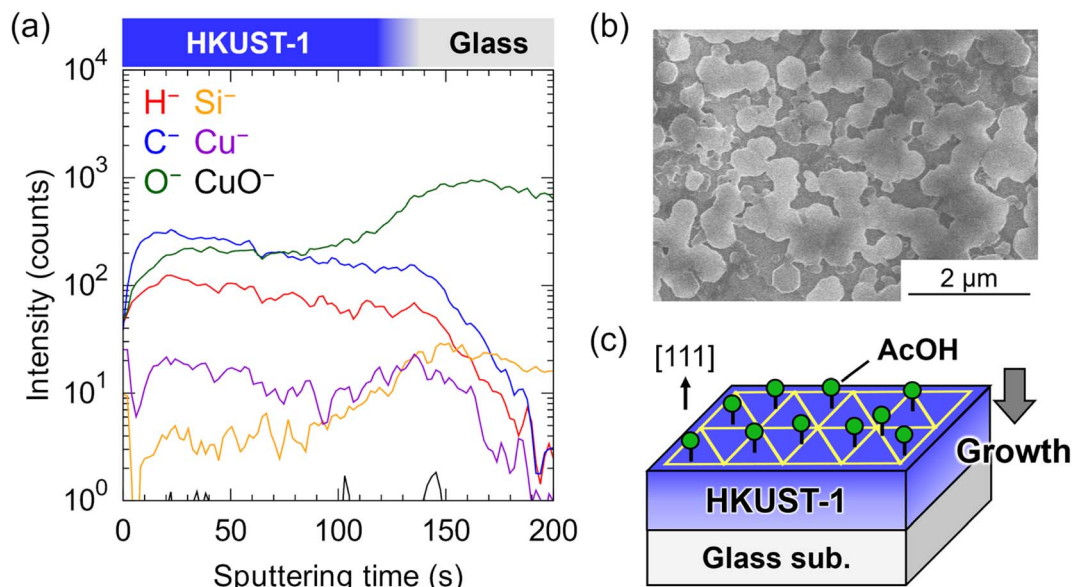 (a)
HKUST-1 Glass
10⁴
10³
10²
10¹
10⁰
Intensity (counts)
H⁻ Si⁻
C⁻ Cu⁻
O⁻ CuO⁻
0 50 100 150 200
Sputtering time (s)
(b)
2 µm
(c)
[111]
AcOH
Growth
HKUST-1
Glass sub.